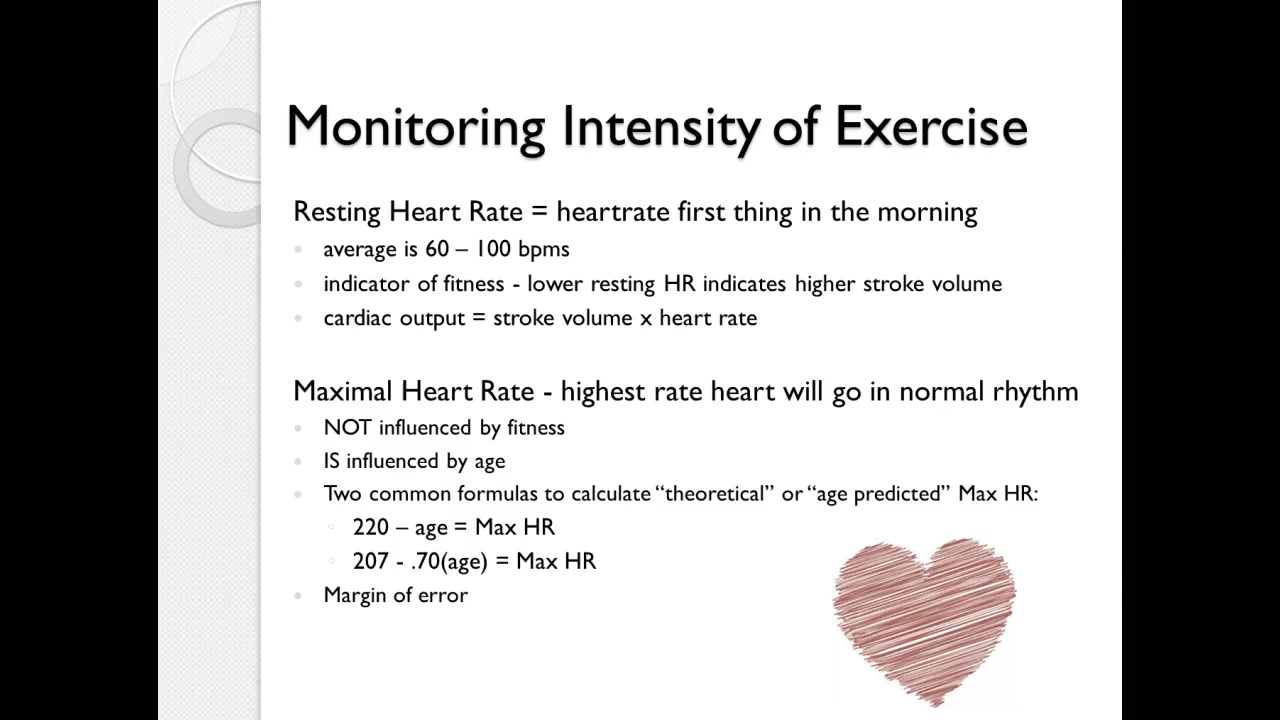 Monitoring Intensity of Exercise
Resting Heart Rate = heartrate first thing in the morning
average is 60 – 100 bpms
indicator of fitness - lower resting HR indicates higher stroke volume
cardiac output = stroke volume x heart rate
Maximal Heart Rate - highest rate heart will go in normal rhythm
NOT influenced by fitness
IS influenced by age
Two common formulas to calculate “theoretical” or “age predicted” Max HR:
220 – age = Max HR
207 - .70(age) = Max HR
Margin of error